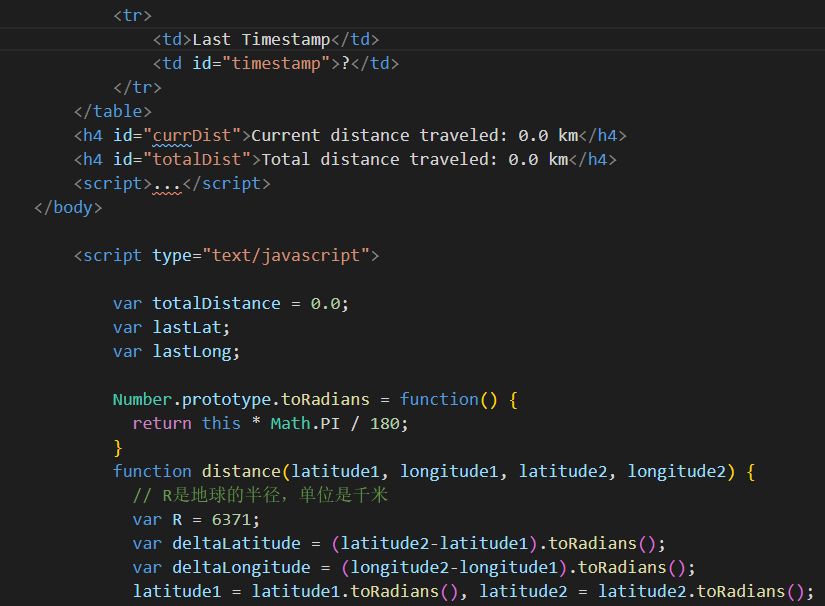 <tr>
<td>Last Timestamp</td>
<td id="timestamp">?</td>
</tr>
</table>
<h4 id="currDist">Current distance traveled: 0.0 km</h4>
<h4 id="totalDist">Total distance traveled: 0.0 km</h4>
<script>...</script>
</body>
<script type="text/javascript">
var totalDistance = 0.0;
var lastLat;
var lastLong;
Number.prototype.toRadians = function() {
return this * Math.PI / 180;
}
function distance(latitude1, longitude1, latitude2, longitude2) {
// R是地球的半径，单位是千米
var R = 6371;
var deltaLatitude = (latitude2-latitude1).toRadians();
var deltaLongitude = (longitude2-longitude1).toRadians();
latitude1 = latitude1.toRadians(), latitude2 = latitude2.toRadians();